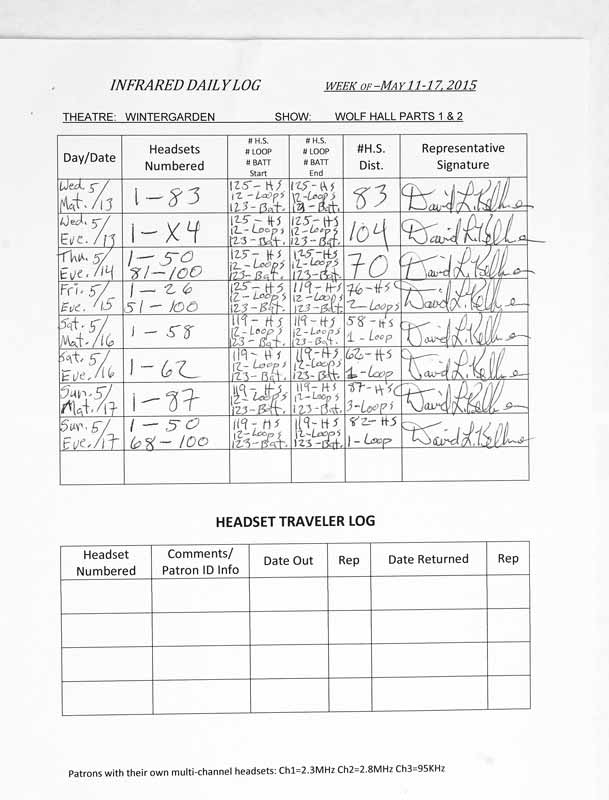 INFRARED DAILY LOG WEEK OF –MAY 11-17, 2015
THEATRE: WINTERGARDEN SHOW: WOLF HALL PARTS 1 & 2
Day/Date Headsets Numbered # H.S. # LOOP # BATT Start # H.S. # LOOP # BATT End #H.S. Dist. Representative Signature
Wed. 5/ 125-HS 125-HS
Mat. /13 1-83 12-Loops 12-Loops 83 David L. Kellner
123-Bat. 123-Bat.
Wed. 5/ 125-HS 125-HS
Eve. /13 1-X4 12-Loops 12-Loops 104 David L. Kellner
123-Bat. 123-Bat.
Thu. 5/ 1-50 125-HS 125-HS
Eve. /14 81-100 12-Loops 12-Loops 70 David L. Kellner
123-Bat. 123-Bat.
Fri. 5/ 1-26 125-HS 119-HS 76-HS
Eve. /15 51-100 12-Loops 12-Loops 2-Loops David L. Kellner
123-Bat. 123-Bat.
Sat. 5/ 119-HS 119-HS 58-HS
Mat. /16 1-58 12-Loops 12-Loops 1-Loop David L. Kellner
123-Bat. 123-Bat.
Sat. 5/ 119-HS 119-HS 62-HS
Eve. /16 1-62 12-Loops 12-Loops 1-Loop David L. Kellner
123-Bat. 123-Bat.
Sun. 5/ 119-HS 119-HS 87-HS
Mat. /17 1-87 12-Loops 12-Loops 3-Loops David L. Kellner
123-Bat. 123-Bat.
Sun. 5/ 1-50 119-HS 119-HS 82-HS
Eve. /17 68-100 12-Loops 12-Loops 1-Loop David L. Kellner
123-Bat. 123-Bat.
HEADSET TRAVELER LOG
Headset Numbered Comments/ Patron ID Info Date Out Rep Date Returned Rep
Patrons with their own multi-channel headsets: Ch1=2.3MHz Ch2=2.8MHz Ch3=95KHz